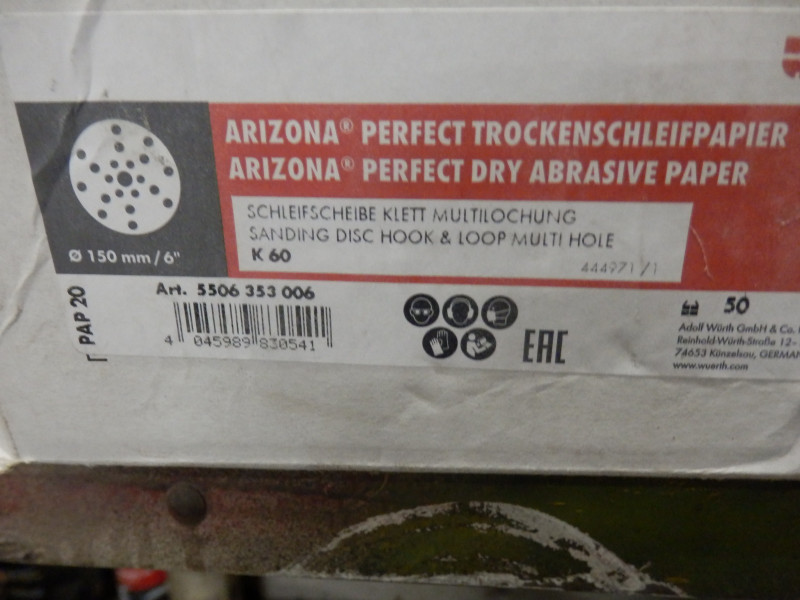 ARIZONA® PERFECT TROCKENSCHLEIFPAPIER
ARIZONA® PERFECT DRY ABRASIVE PAPER
SCHLEIFSCHEIBE KLETT MULTILOCHUNG
SANDING DISC HOOK & LOOP MULTI HOLE
K 60
444971/1
Ø 150 mm/6"
PAP 20
Art. 5506 353 006
4 045989 830541
EAC
50
Adolf Würth GmbH & Co.
Reinhold-Würth-Straße 12–
74653 Künzelsau, GERMAN
www.wuerth.com